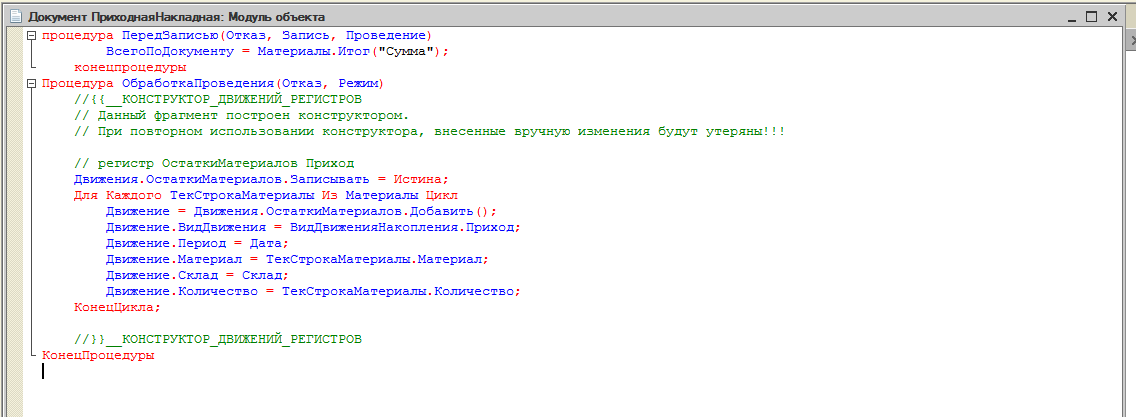 Документ ПриходнаяНакладная: Модуль объекта
процедура ПередЗаписью(Отказ, Запись, Проведение)
ВсегоПоДокументу = Материалы.Итог("Сумма");
конецпроцедуры
Процедура ОбработкаПроведения(Отказ, Режим)
//{{__КОНСТРУКТОР_ДВИЖЕНИЙ_РЕГИСТРОВ
// Данный фрагмент построен конструктором.
// При повторном использовании конструктора, внесенные вручную изменения будут утеряны!!!
// регистр ОстаткиМатериалов Приход
Движения.ОстаткиМатериалов.Записывать = Истина;
Для Каждого ТекСтрокаМатериалы Из Материалы Цикл
Движение = Движения.ОстаткиМатериалов.Добавить();
Движение.ВидДвижения = ВидДвиженияНакопления.Приход;
Движение.Период = Дата;
Движение.Материал = ТекСтрокаМатериалы.Материал;
Движение.Склад = Склад;
Движение.Количество = ТекСтрокаМатериалы.Количество;
КонецЦикла;
//}}__КОНСТРУКТОР_ДВИЖЕНИЙ_РЕГИСТРОВ
КонецПроцедуры